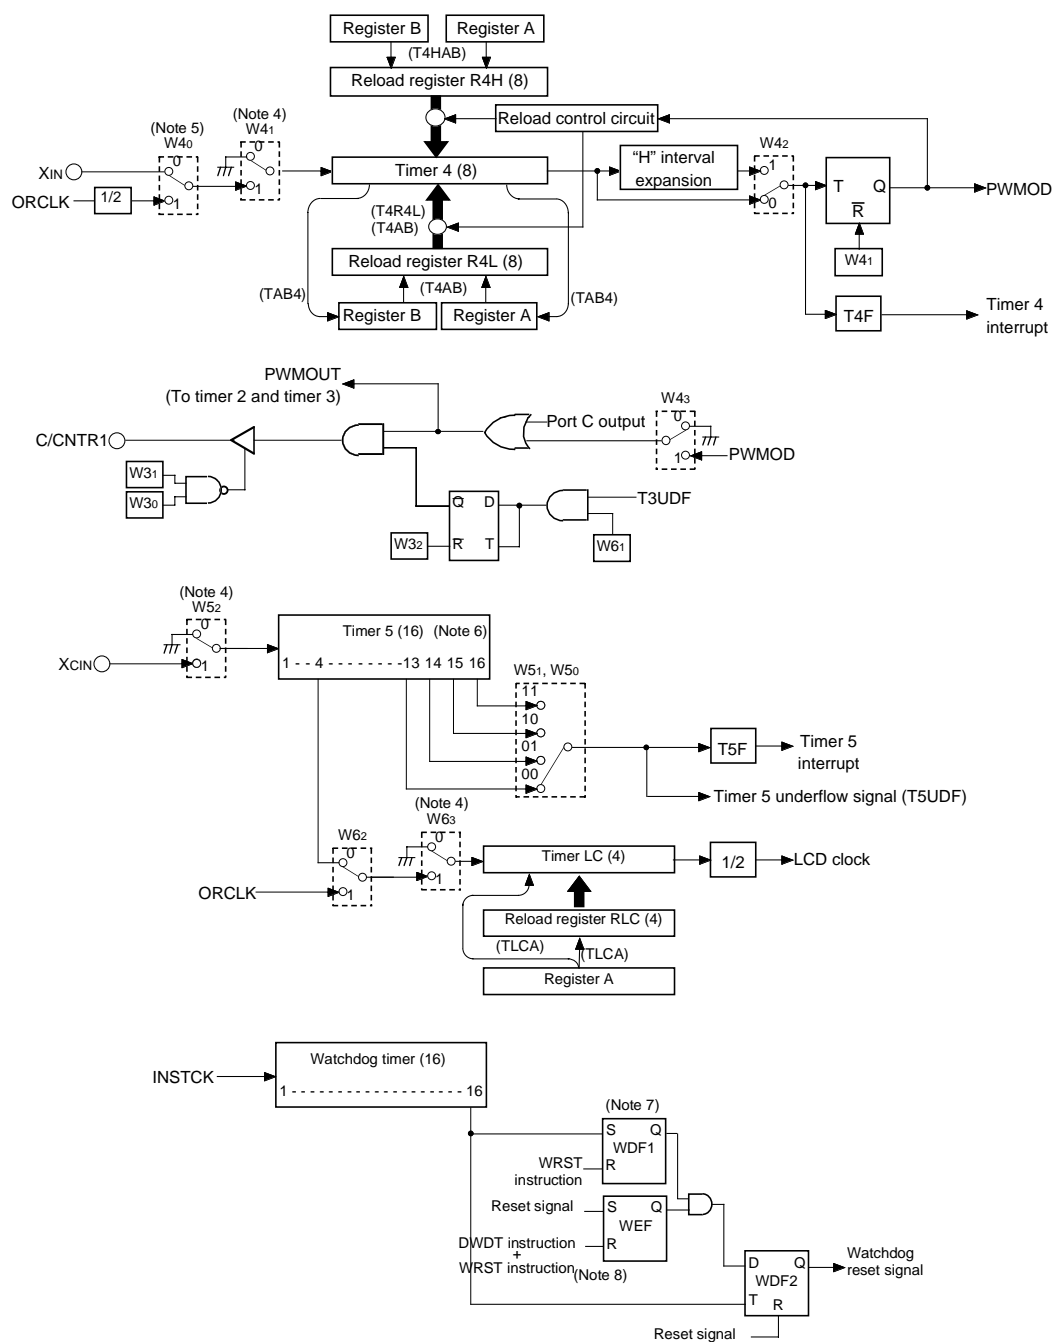 Register B
Register A
(T4HAB)
Reload register R4H (8)
(Note 5)
W40
(Note 4)
W41
Reload control circuit
XIN
0
1
0
1
ORCLK
1/2
Timer 4 (8)
“H” interval
expansion
W42
1
0
T
Q
R
PWMOD
W41
(T4R4L)
(T4AB)
Reload register R4L (8)
(T4AB)
(TAB4)
(TAB4)
Register B
Register A
T4F
Timer 4
interrupt
PWMOUT
(To timer 2 and timer 3)
W43
0
1
Port C output
PWMOD
C/CNTR1
W31
W30
Q
D
R
T
W32
T3UDF
W61
(Note 4)
W52
0
1
XCIN
Timer 5 (16) (Note 6)
1 - - 4 - - - - - - - - -13 14 15 16
W51, W50
11
10
01
00
T5F
Timer 5
interrupt
Timer 5 underflow signal (T5UDF)
(Note 4)
W63
0
1
W62
0
1
ORCLK
Timer LC (4)
1/2
LCD clock
Reload register RLC (4)
(TLCA)
(TLCA)
Register A
Watchdog timer (16)
INSTCK
1 - - - - - - - - - - - - - - - - - - - 16
(Note 7)
S
Q
WDF1
R
WRST
instruction
Reset signal
S
Q
WEF
R
DWDT instruction
+
WRST instruction
(Note 8)
D
Q
WDF2
T
R
Watchdog
reset signal
Reset signal